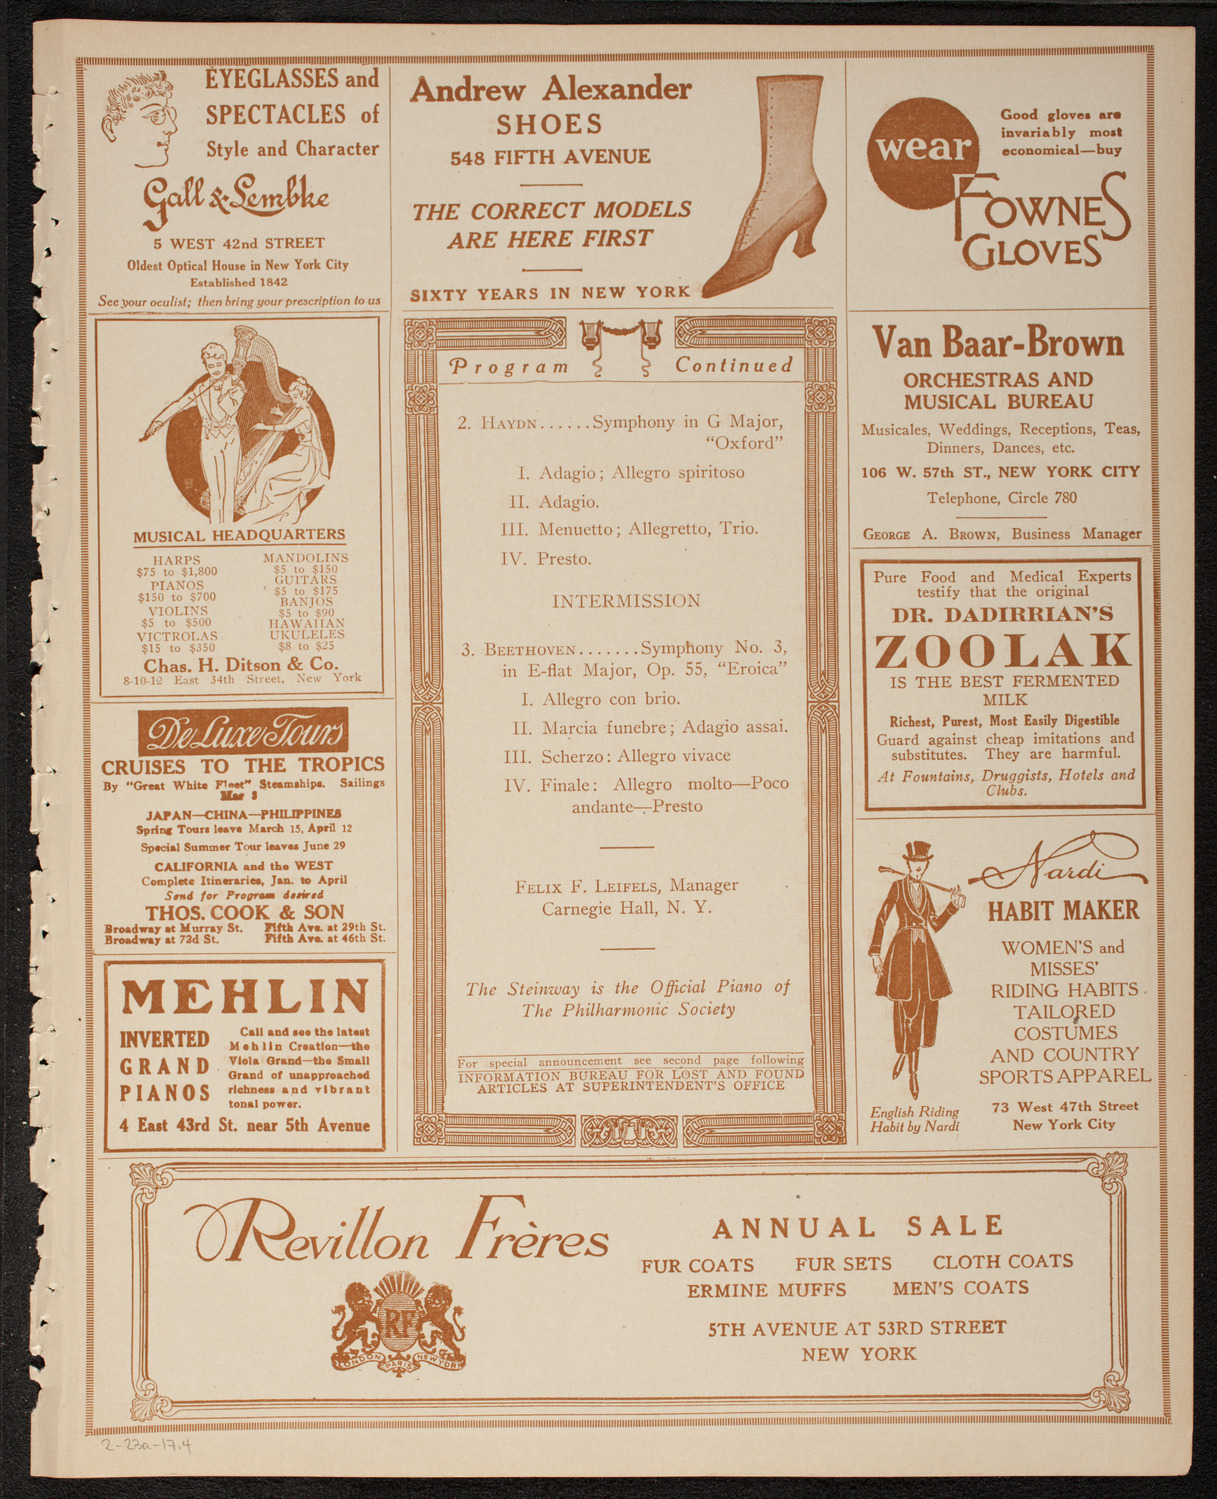 EYEGLASSES and
SPECTACLES of
Style and Character
Gall & Lembke
5 WEST 42nd STREET
Oldest Optical House in New York City
Established 1842
See your oculist; then bring your prescription to us
Andrew Alexander
SHOES
548 FIFTH AVENUE
THE CORRECT MODELS
ARE HERE FIRST
SIXTY YEARS IN NEW YORK
wear
Good gloves are
invariably most
economical—buy
FOWNES
GLOVES
MUSICAL HEADQUARTERS
HARPS
$75 to $1,800
PIANOS
$150 to $700
VIOLINS
$5 to $500
VICTROLAS
$15 to $350
MANDOLINS
$5 to $150
GUITARS
$5 to $175
BANJOS
$5 to $90
HAWAIIAN
UKULELES
$8 to $25
Chas. H. Ditson & Co.
8-10-12 East 34th Street, New York
De Luxe Tours
CRUISES TO THE TROPICS
By "Great White Fleet" Steamships. Sailings
Mar 3
JAPAN—CHINA—PHILIPPINES
Spring Tours leave March 15, April 12
Special Summer Tour leaves June 29
CALIFORNIA and the WEST
Complete Itineraries, Jan. to April
Send for Program desired
THOS. COOK & SON
Broadway at Murray St. Fifth Ave. at 29th St.
Broadway at 72d St. Fifth Ave. at 46th St.
MEHLIN
INVERTED
GRAND
PIANOS
Call and see the latest
Mehlin Creation—the
Viola Grand—the Small
Grand of unapproached
richness and vibrant
tonal power.
4 East 43rd St. near 5th Avenue
Program Continued
2. HAYDN......Symphony in G Major,
"Oxford"
I. Adagio; Allegro spiritoso
II. Adagio.
III. Menuetto; Allegretto, Trio.
IV. Presto.
INTERMISSION
3. BEETHOVEN.......Symphony No. 3,
in E-flat Major, Op. 55, "Eroica"
I. Allegro con brio.
II. Marcia funebre; Adagio assai.
III. Scherzo: Allegro vivace
IV. Finale: Allegro molto—Poco
andante—Presto
FELIX F. LEIFELS, Manager
Carnegie Hall, N. Y.
The Steinway is the Official Piano of
The Philharmonic Society
For special announcement see second page following
INFORMATION BUREAU FOR LOST AND FOUND
ARTICLES AT SUPERINTENDENT'S OFFICE
Van Baar-Brown
ORCHESTRAS AND
MUSICAL BUREAU
Musicales, Weddings, Receptions, Teas,
Dinners, Dances, etc.
106 W. 57th ST., NEW YORK CITY
Telephone, Circle 780
GEORGE A. BROWN, Business Manager
Pure Food and Medical Experts
testify that the original
DR. DADIRRIAN'S
ZOOLAK
IS THE BEST FERMENTED
MILK
Richest, Purest, Most Easily Digestible
Guard against cheap imitations and
substitutes. They are harmful.
At Fountains, Druggists, Hotels and
Clubs.
Nardi
HABIT MAKER
WOMEN'S and
MISSES'
RIDING HABITS
TAILORED
COSTUMES
AND COUNTRY
SPORTS APPAREL
English Riding
Habit by Nardi
73 West 47th Street
New York City
Revillon Frères
RF
LONDON PARIS NEW YORK
ANNUAL SALE
FUR COATS FUR SETS CLOTH COATS
ERMINE MUFFS MEN'S COATS
5TH AVENUE AT 53RD STREET
NEW YORK
2-23a-17.4